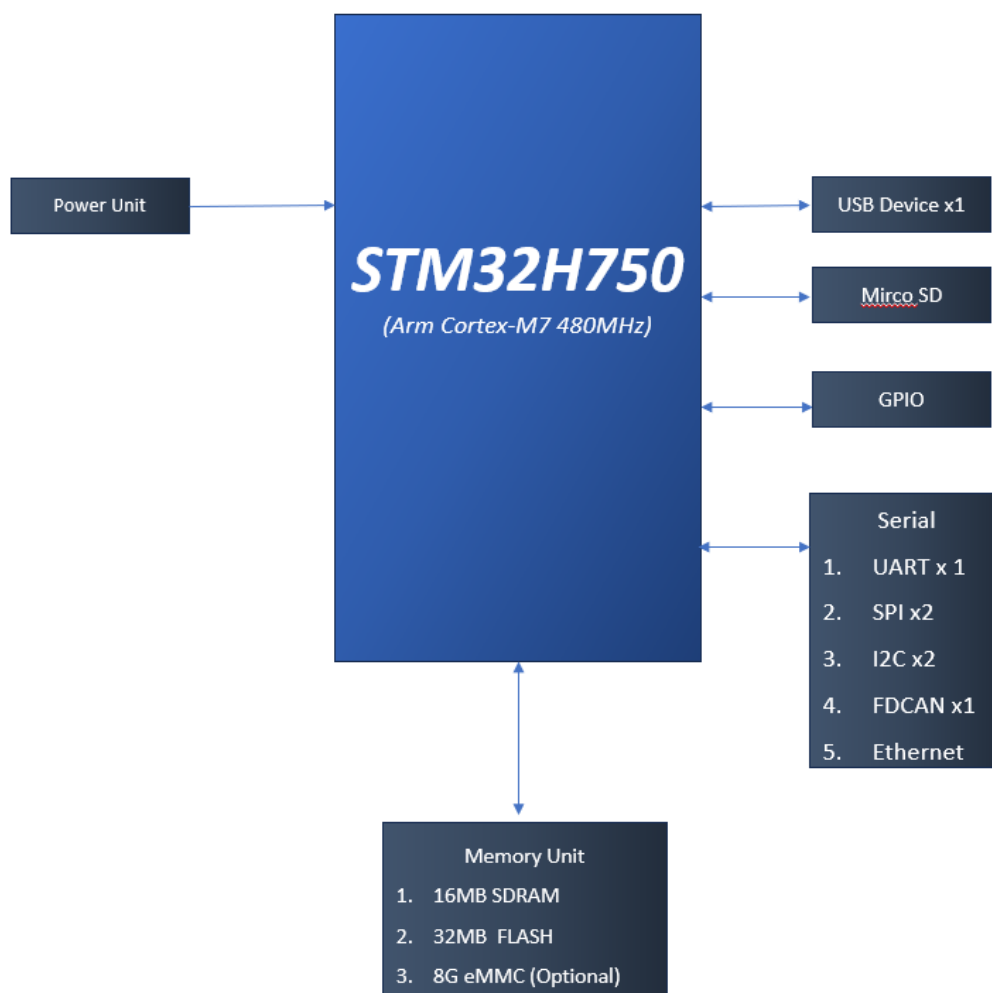 Power Unit
STM32H750
(Arm Cortex-M7 480MHz)
USB Device x1
Mirco SD
GPIO
Serial
1. UART x 1
2. SPI x2
3. I2C x2
4. FDCAN x1
5. Ethernet
Memory Unit
1. 16MB SDRAM
2. 32MB FLASH
3. 8G eMMC (Optional)